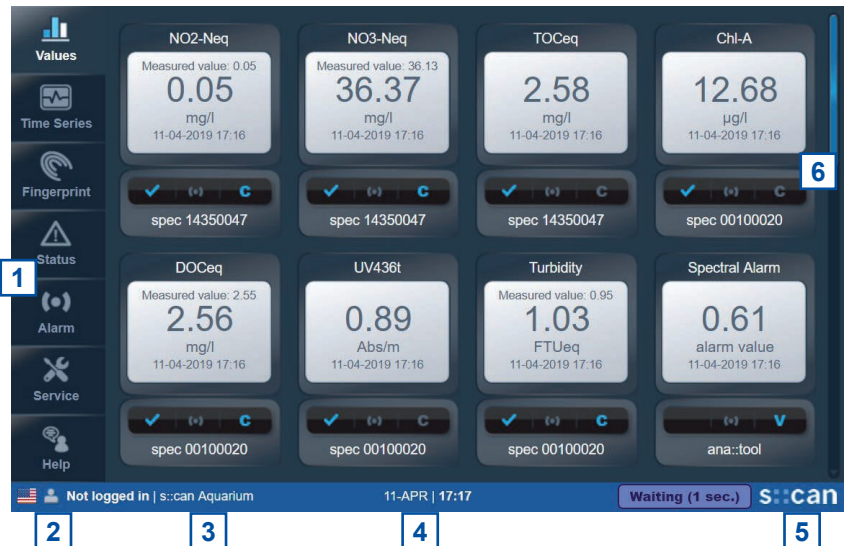 Values
Time Series
Fingerprint
Status
Alarm
Service
Help
1
NO2-Neq
Measured value: 0.05
0.05
mg/l
11-04-2019 17:16
C
spec 14350047
NO3-Neq
Measured value: 36.13
36.37
mg/l
11-04-2019 17:16
C
spec 14350047
TOCeq
2.58
mg/l
11-04-2019 17:16
C
spec 14350047
Chl-A
12.68
µg/l
11-04-2019 17:16
C
spec 00100020
6
DOCeq
Measured value: 2.55
2.56
mg/l
11-04-2019 17:16
C
spec 00100020
UV436t
0.89
Abs/m
11-04-2019 17:16
C
spec 00100020
Turbidity
Measured value: 0.95
1.03
FTUeq
11-04-2019 17:16
C
spec 00100020
Spectral Alarm
0.61
alarm value
11-04-2019 17:16
V
ana::tool
Not logged in | s::can Aquarium
11-APR | 17:17
Waiting (1 sec.)
s::can
2
3
4
5